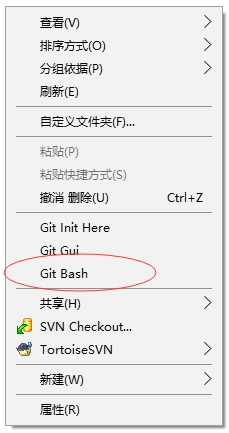 查看(V)
排序方式(O)
分组依据(P)
刷新(E)
自定义文件夹(F)...
粘贴(P)
粘贴快捷方式(S)
撤消 删除(U) Ctrl+Z
Git Init Here
Git Gui
Git Bash
共享(H)
SVN Checkout...
TortoiseSVN
新建(W)
属性(R)